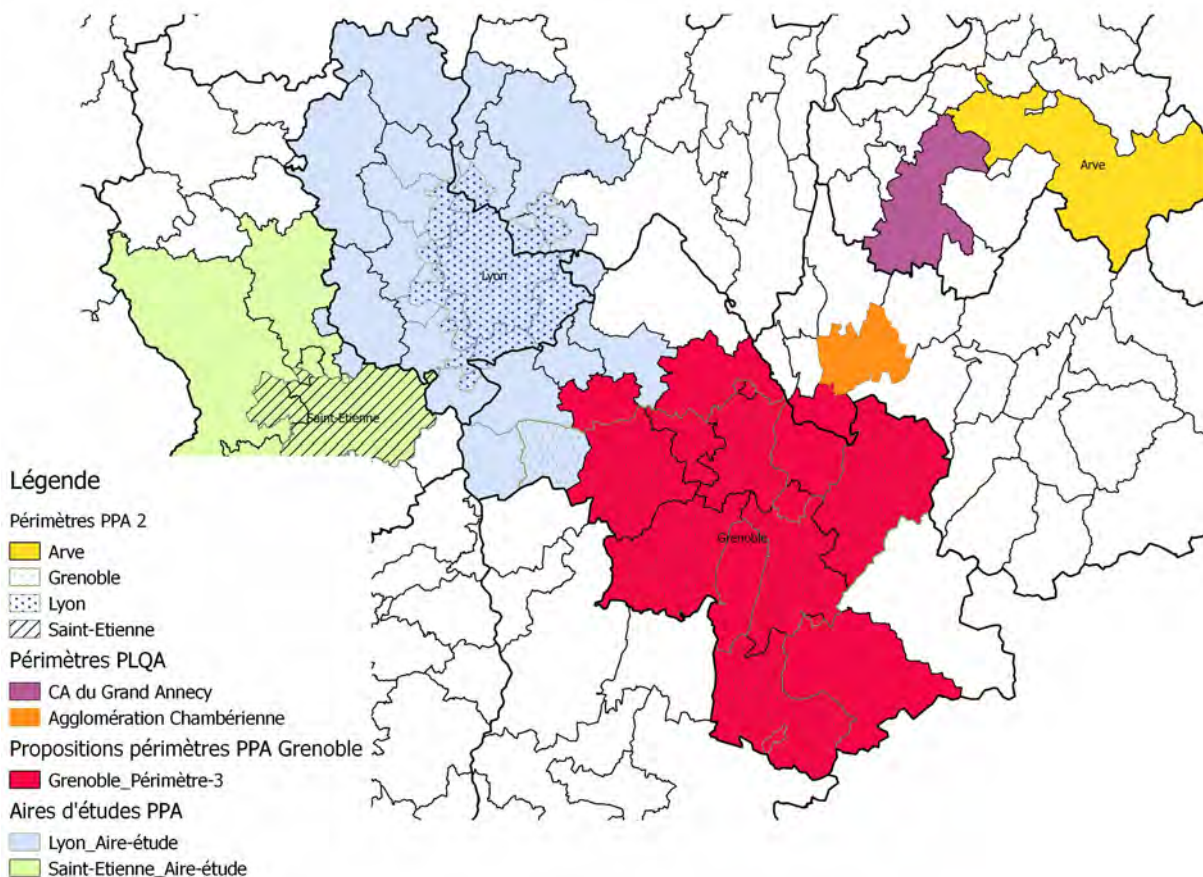 Arve
Lyon
Saint-Etienne
Grenoble
Légende
Périmètres PPA 2
Arve
Grenoble
Lyon
Saint-Etienne
Périmètres PLQA
CA du Grand Annecy
Agglomération Chambérienne
Propositions périmètres PPA Grenoble
Grenoble_Périmètre-3
Aires d'études PPA
Lyon_Aire-étude
Saint-Etienne_Aire-étude